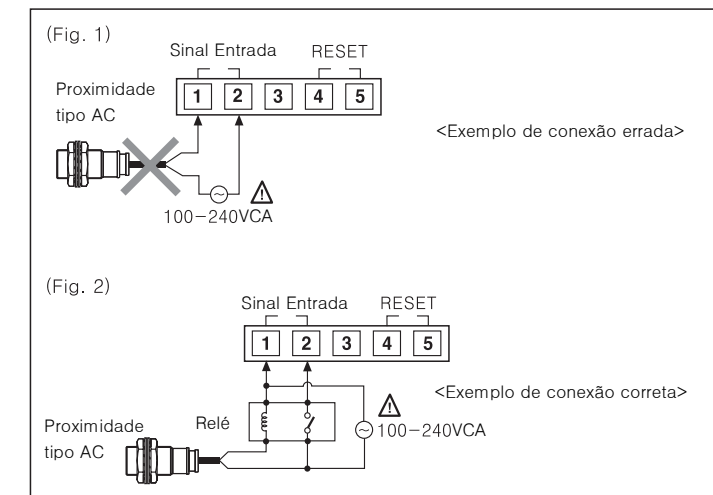 (Fig. 1)
Sinal Entrada RESET
Proximidade
tipo AC
1 2 3 4 5
<Exemplo de conexão errada>
100-240VCA
(Fig. 2)
Sinal Entrada RESET
1 2 3 4 5
<Exemplo de conexão correta>
Proximidade
tipo AC
Relé
100-240VCA